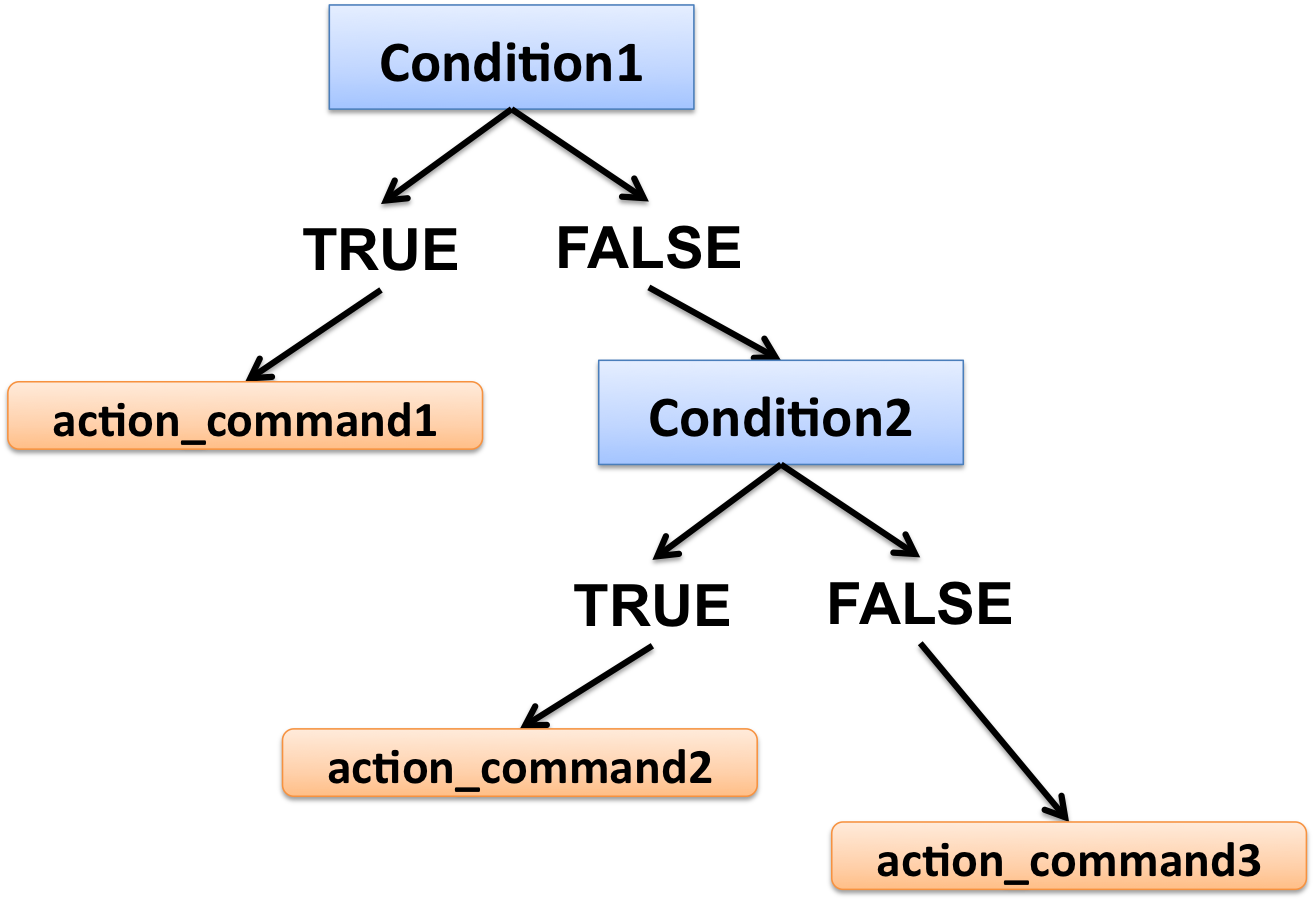 Condition1
TRUE FALSE
action_command1
Condition2
TRUE FALSE
action_command2
action_command3